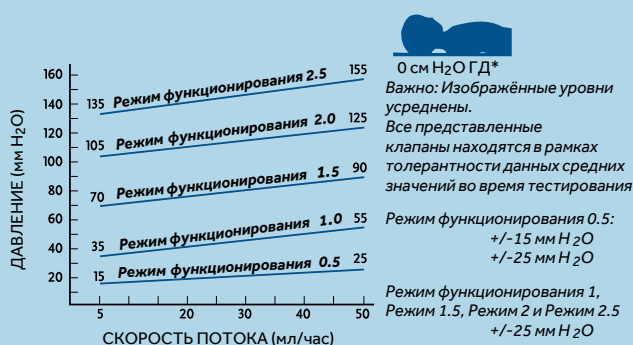 ДАВЛЕНИЕ (мм H2O)
160
140
120
100
80
60
40
20
135 Режим функционирования 2.5 155
105 Режим функционирования 2.0 125
70 Режим функционирования 1.5 90
35 Режим функционирования 1.0 55
15 Режим функционирования 0.5 25
5 20 30 40 50
СКОРОСТЬ ПОТОКА (мл/час)
0 см H2O ГД*
Важно: Изображённые уровни
усреднены.
Все представленные
клапаны находятся в рамках
толерантности данных средних
значений во время тестирования
Режим функционирования 0.5:
+/-15 мм H2O
+/-25 мм H2O
Режим функционирования 1,
Режим 1.5, Режим 2 и Режим 2.5
+/-25 мм H2O